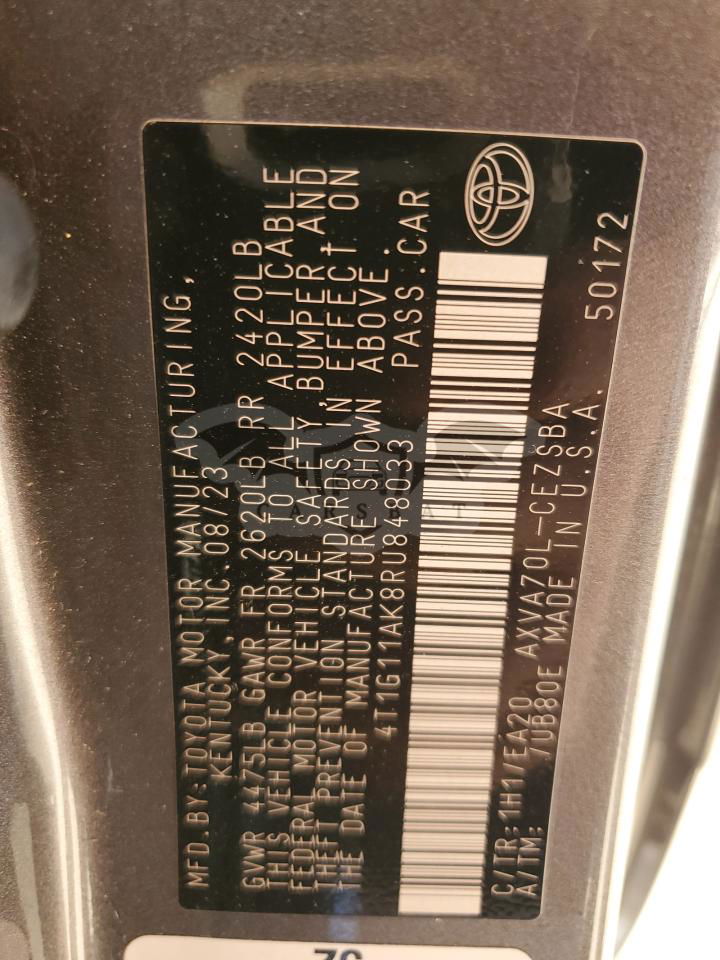 MFD.BY:TOYOTA MOTOR MANUFACTURING,
KENTUCKY, INC.08/23
GVWR 4475LB GAWR FR 2620LB RR 2420LB
THIS VEHICLE CONFORMS TO ALL APPLICABLE
FEDERAL MOTOR VEHICLE SAFETY, BUMPER AND
THEFT PREVENTION STANDARDS IN EFFECT ON
THE DATE OF MANUFACTURE SHOWN ABOVE.
4T1G11AK8RU848033 PASS.CAR
C/TR:1H1/EA20 AXVA70L-CEZSBA
A/TM: /UB80E MADE IN U.S.A. 50172
CARSBAT